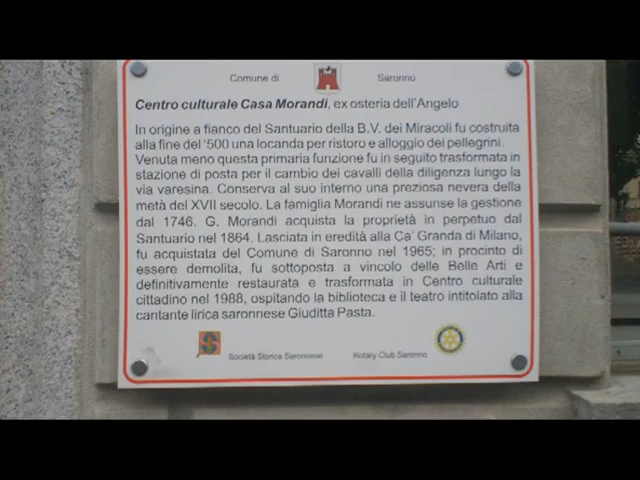 Comune di Saronno
Centro culturale Casa Morandi, ex osteria dell'Angelo
In origine a fianco del Santuario della B.V. dei Miracoli fu costruita
alla fine del '500 una locanda per ristoro e alloggio dei pellegrini.
Venuta meno questa primaria funzione fu in seguito trasformata in
stazione di posta per il cambio dei cavalli della diligenza lungo la
via varesina. Conserva al suo interno una preziosa nevera della
metà del XVII secolo. La famiglia Morandi ne assunse la gestione
dal 1746. G. Morandi acquista la proprietà in perpetuo dal
Santuario nel 1864. Lasciata in eredità alla Ca' Granda di Milano,
fu acquistata del Comune di Saronno nel 1965; in procinto di
essere demolita, fu sottoposta a vincolo delle Belle Arti e
definitivamente restaurata e trasformata in Centro culturale
cittadino nel 1988, ospitando la biblioteca e il teatro intitolato alla
cantante lirica saronnese Giuditta Pasta.
Società Storica Saronnese Rotary Club Saronno